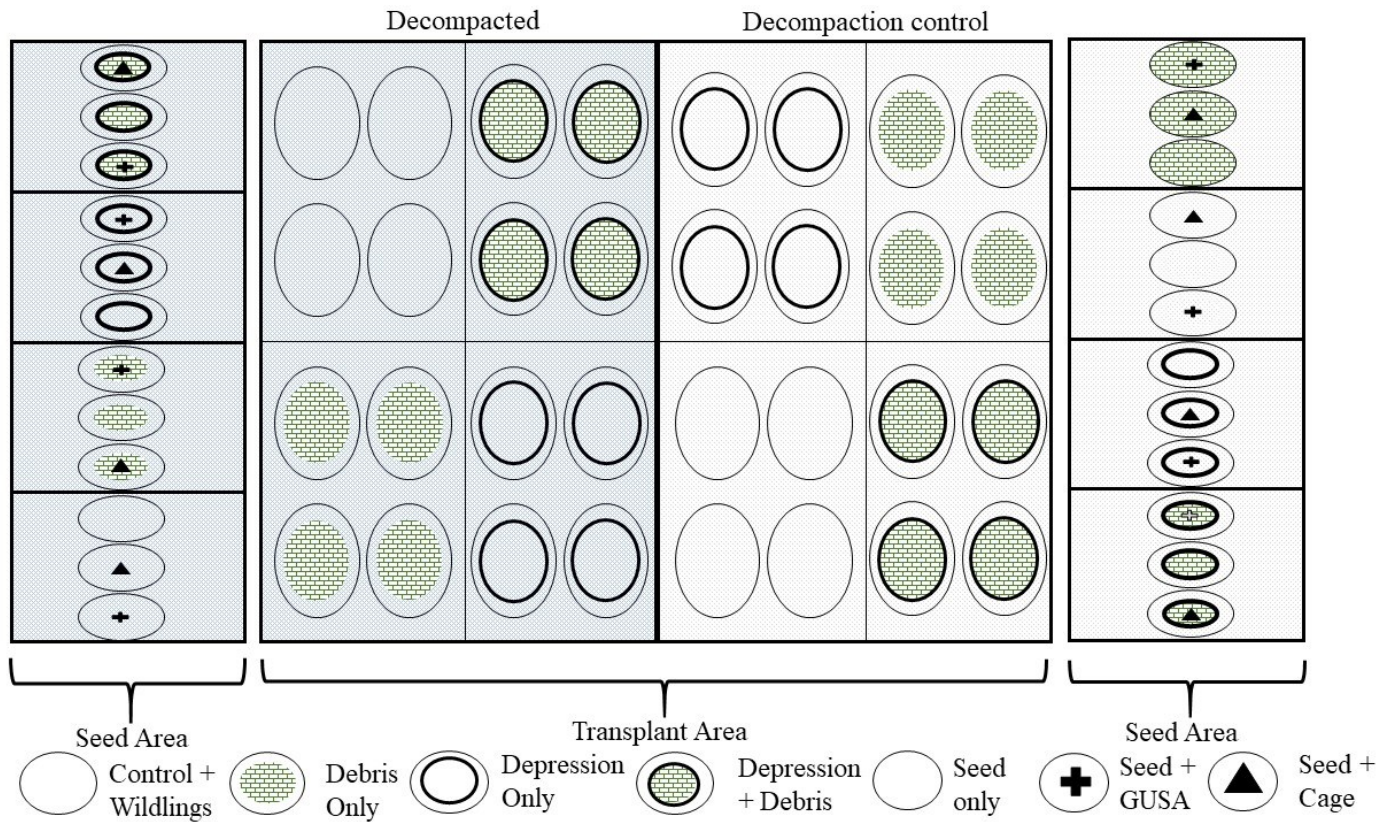 Decompacted
Decompaction control
Seed Area
Transplant Area
Seed Area
Control +
Wildlings
Debris
Only
Depression
Only
Depression
+ Debris
Seed
only
Seed +
GUSA
Seed +
Cage